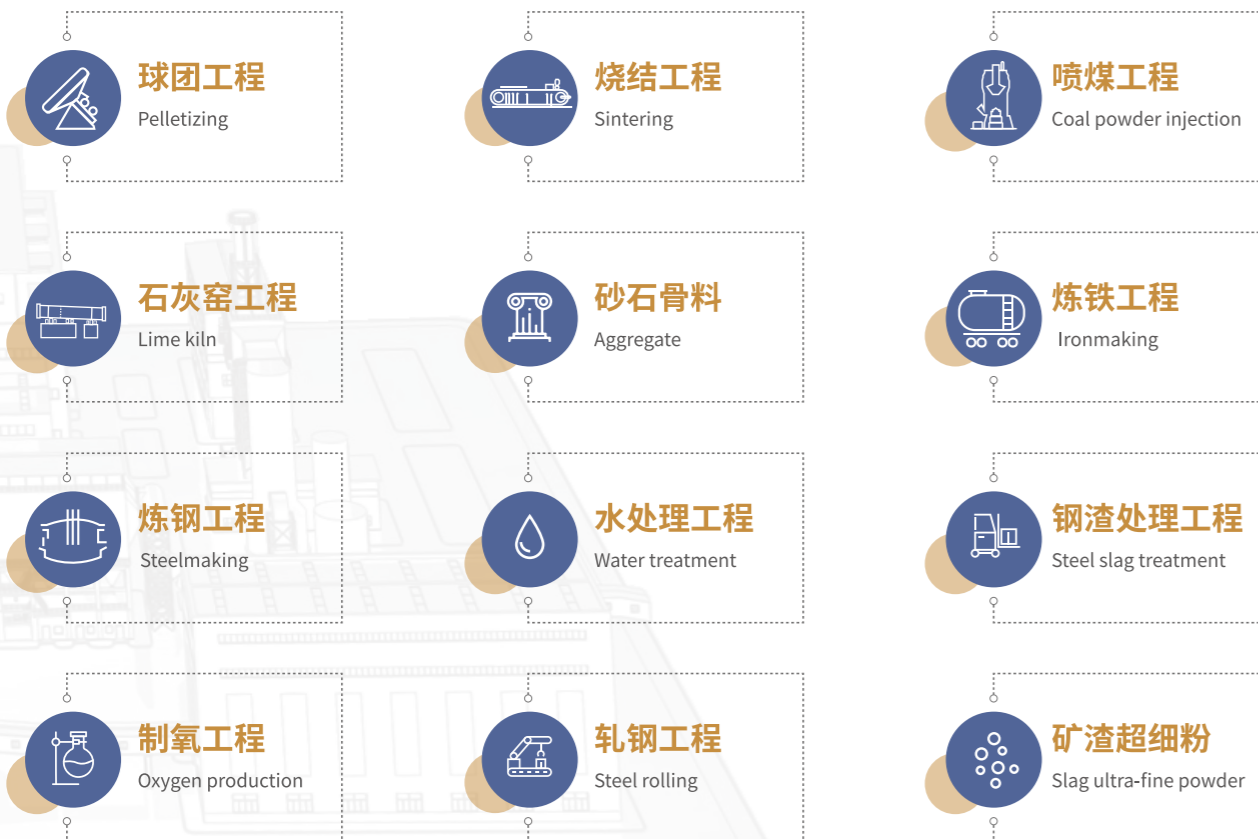 球团工程
Pelletizing
烧结工程
Sintering
喷煤工程
Coal powder injection
石灰窑工程
Lime kiln
砂石骨料
Aggregate
炼铁工程
Ironmaking
炼钢工程
Steelmaking
水处理工程
Water treatment
钢渣处理工程
Steel slag treatment
制氧工程
Oxygen production
轧钢工程
Steel rolling
矿渣超细粉
Slag ultra-fine powder